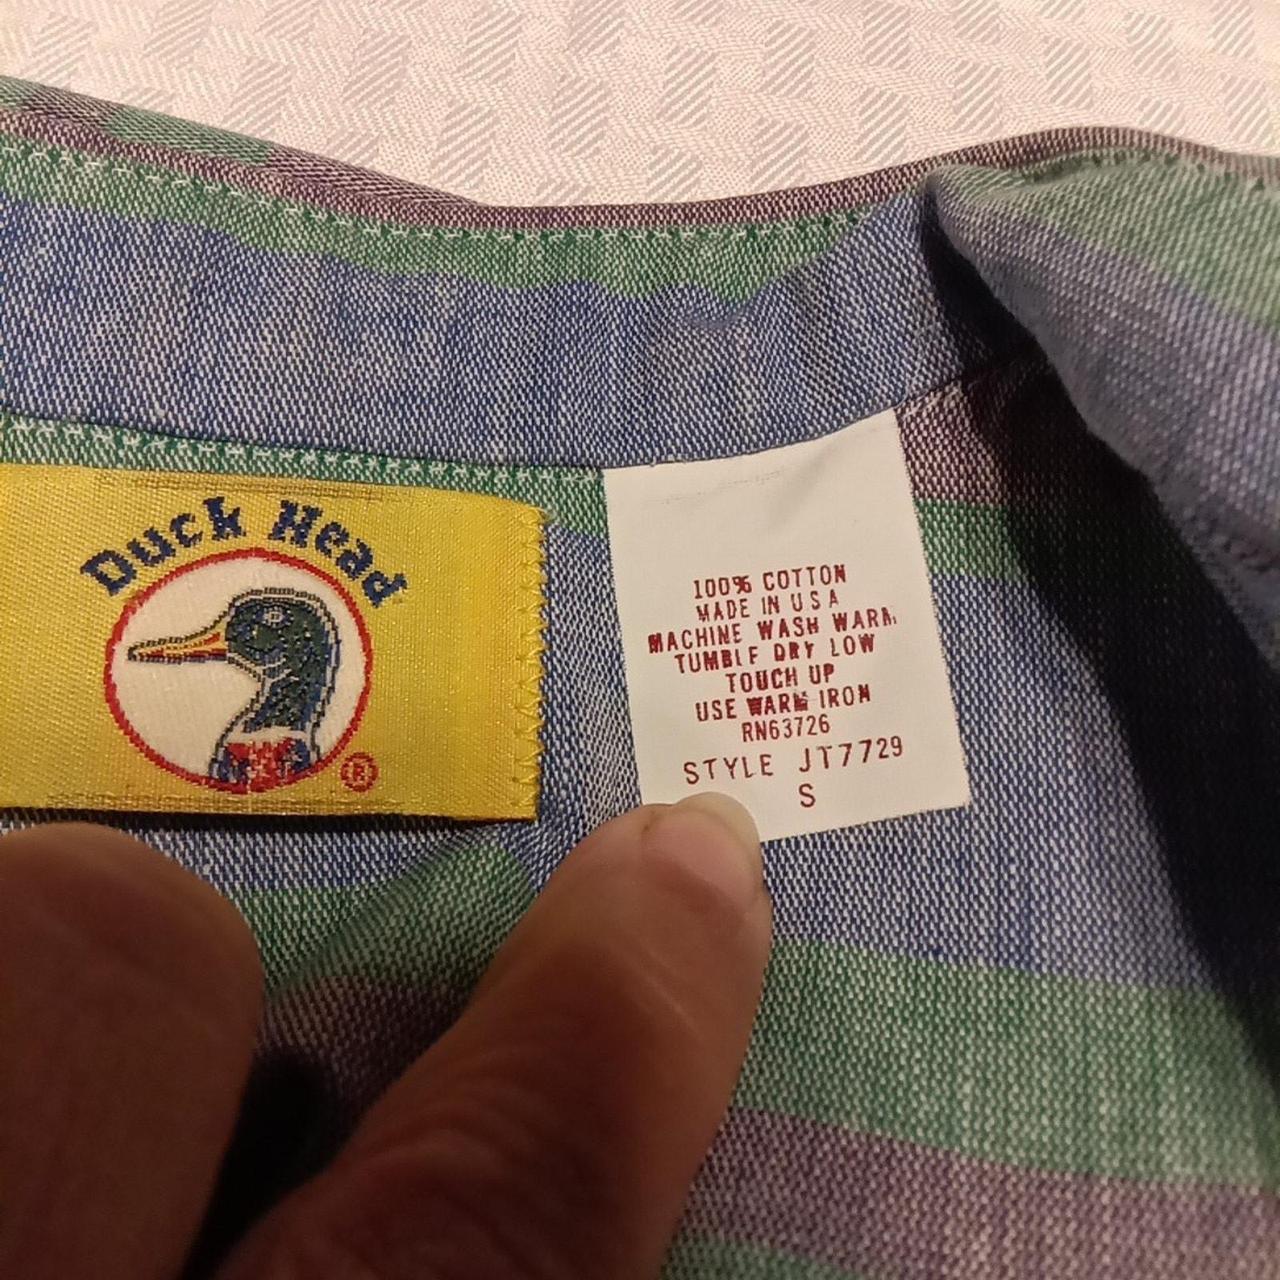 Duck Head
®
100% COTTON
MADE IN USA
MACHINE WASH WARM
TUMBLE DRY LOW
TOUCH UP
USE WARM IRON
RN63726
STYLE JT7729
S